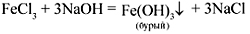 FeCl₃ + 3NaOH = Fe(OH)₃↓ + 3NaCl
(бурый)